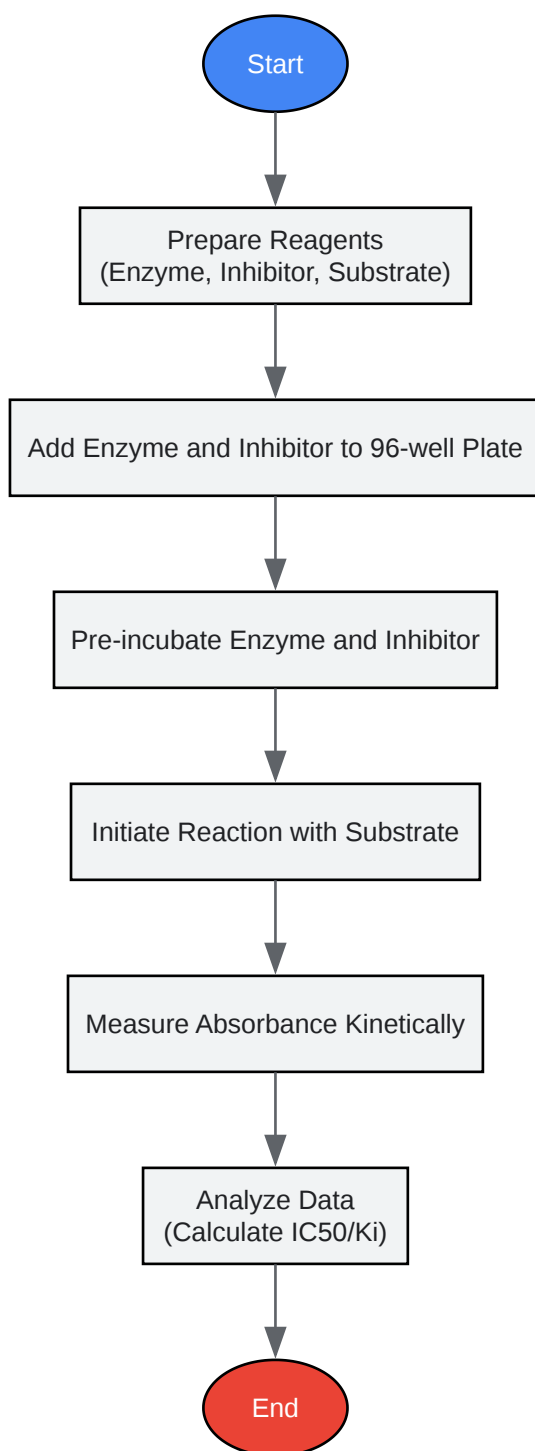 Start
Prepare Reagents
(Enzyme, Inhibitor, Substrate)
Add Enzyme and Inhibitor to 96-well Plate
Pre-incubate Enzyme and Inhibitor
Initiate Reaction with Substrate
Measure Absorbance Kinetically
Analyze Data
(Calculate IC50/Ki)
End